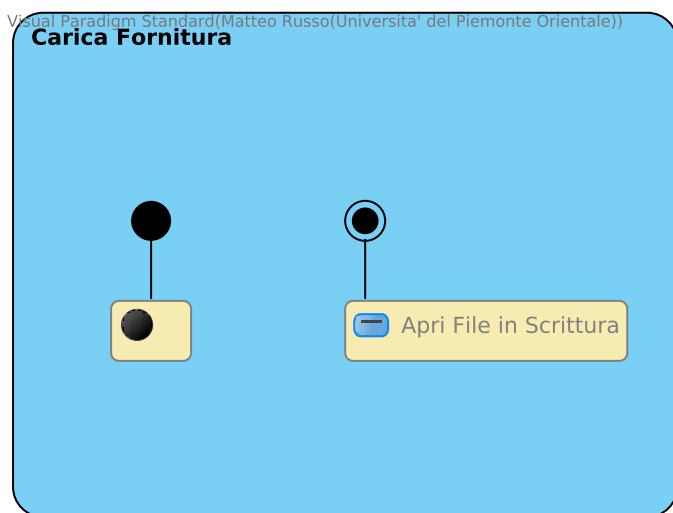 Visual Paradigm Standard(Matteo Russo(Universita' del Piemonte Orientale))
Carica Fornitura
Apri File in Scrittura